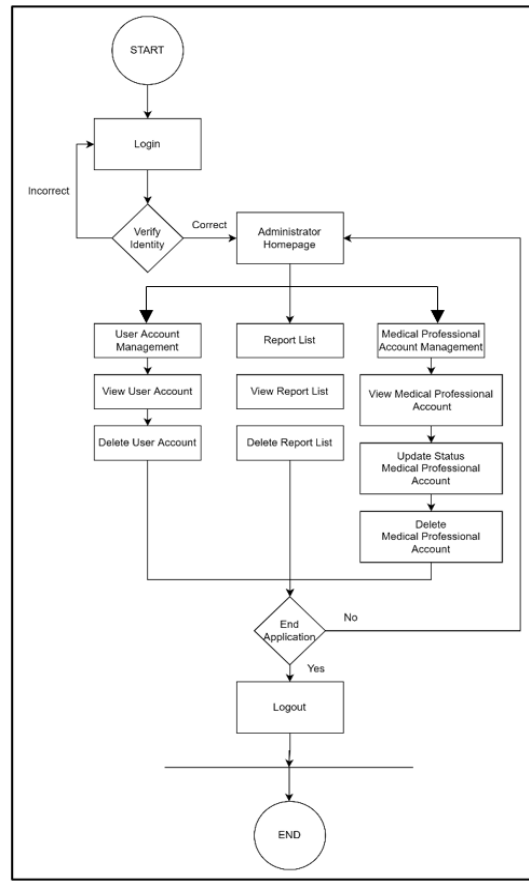 START
Login
Incorrect
Verify
Identity
Correct
Administrator
Homepage
User Account
Management
Report List
Medical Professional
Account Management
View User Account
View Report List
View Medical Professional
Account
Delete User Account
Delete Report List
Update Status
Medical Professional
Account
Delete
Medical Professional
Account
End
Application
No
Yes
Logout
END